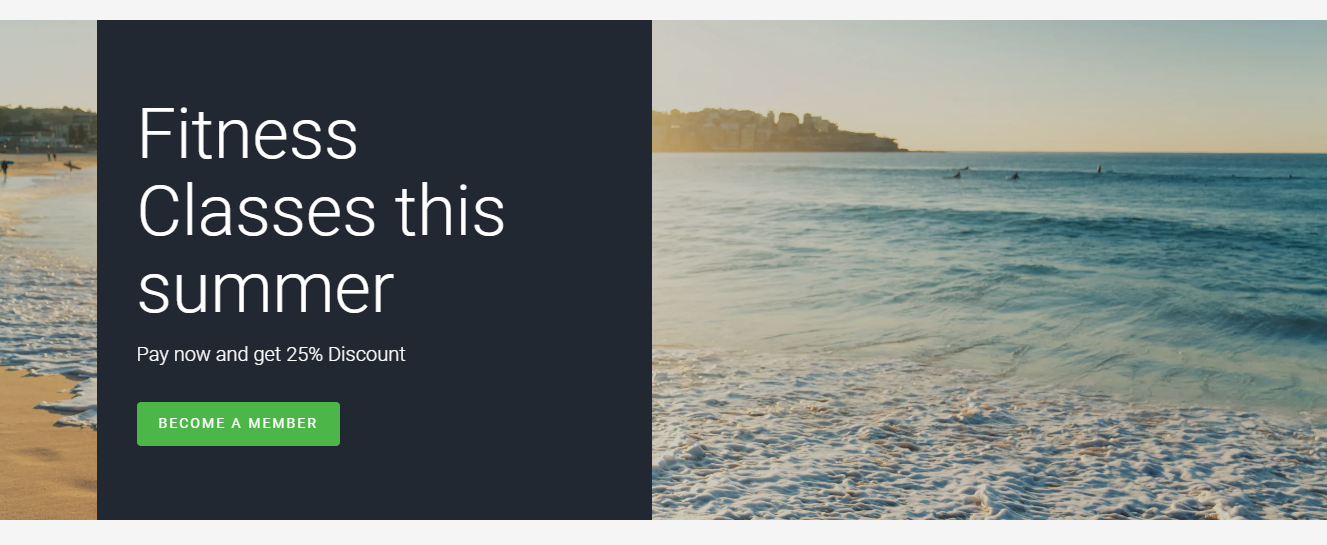 Fitness
Classes this
summer
Pay now and get 25% Discount
BECOME A MEMBER